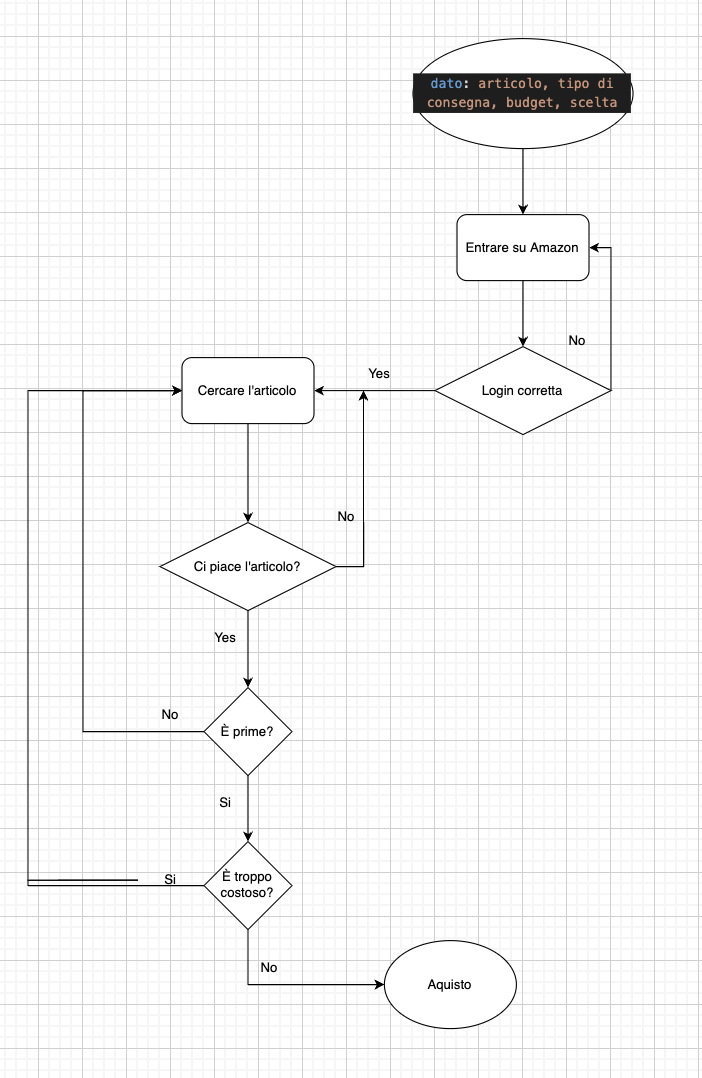 dato: articolo, tipo di
consegna, budget, scelta
Entrare su Amazon
No
Login corretta
Yes
Cercare l'articolo
No
Ci piace l'articolo?
Yes
No
È prime?
Si
È troppo
costoso?
Si
No
Aquisto